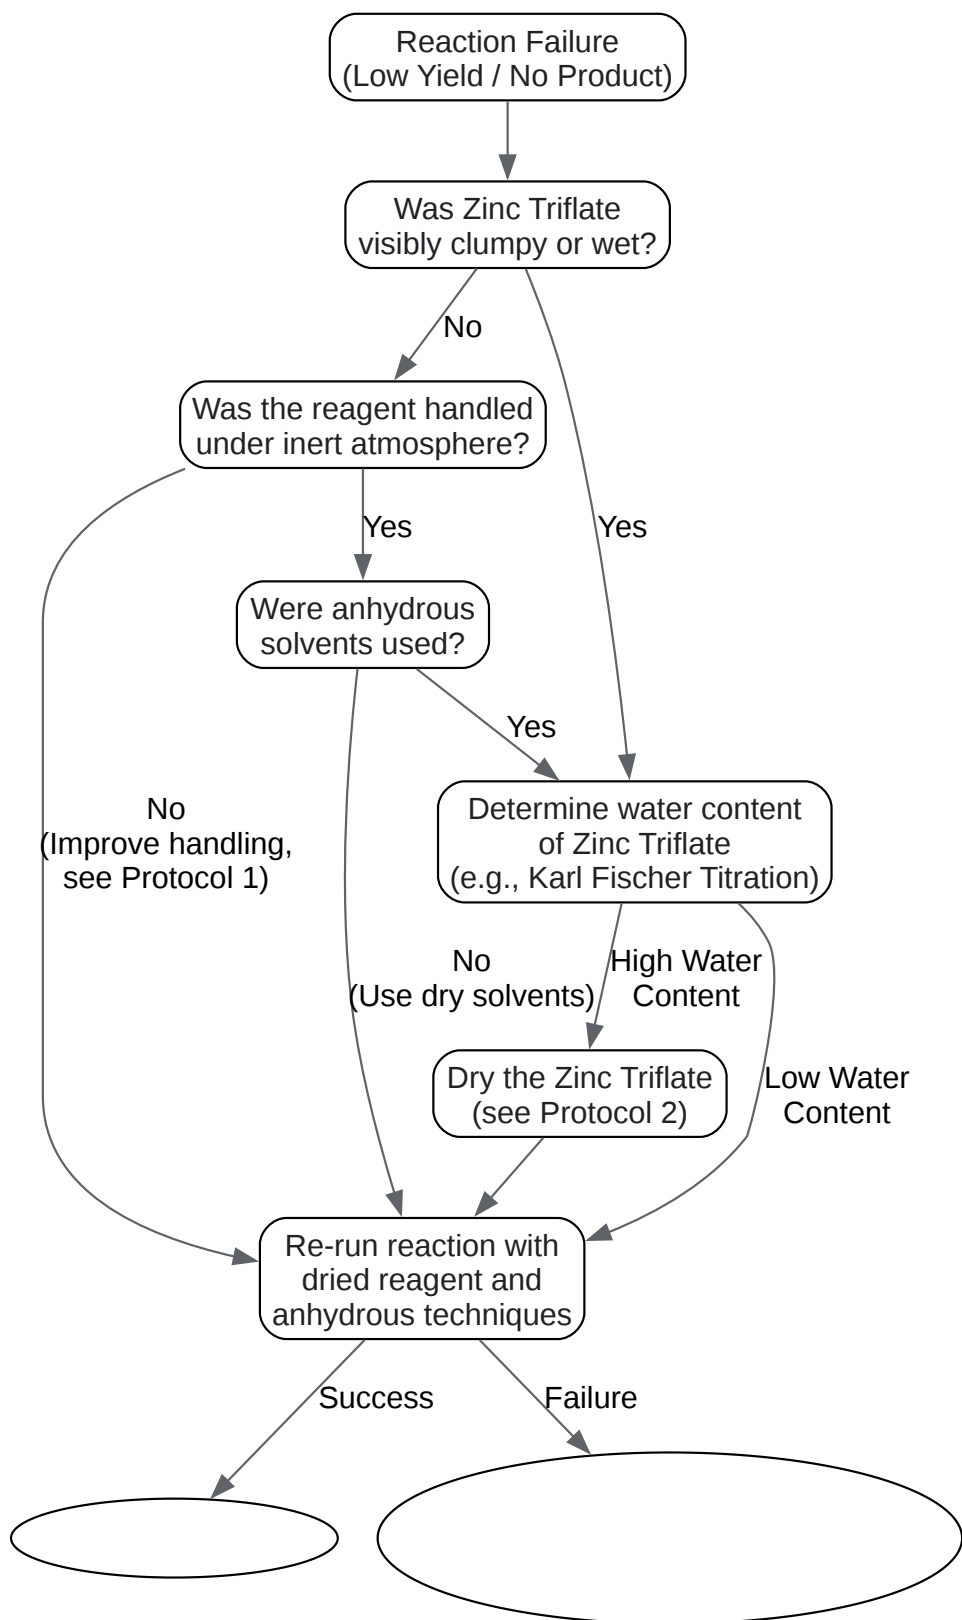 Reaction Failure
(Low Yield / No Product)
Was Zinc Triflate
visibly clumpy or wet?
No
Was the reagent handled
under inert atmosphere?
Yes
Yes
Were anhydrous
solvents used?
Yes
No
(Improve handling,
see Protocol 1)
Determine water content
of Zinc Triflate
(e.g., Karl Fischer Titration)
No
(Use dry solvents)
High Water
Content
Dry the Zinc Triflate
(see Protocol 2)
Low Water
Content
Re-run reaction with
dried reagent and
anhydrous techniques
Success
Failure